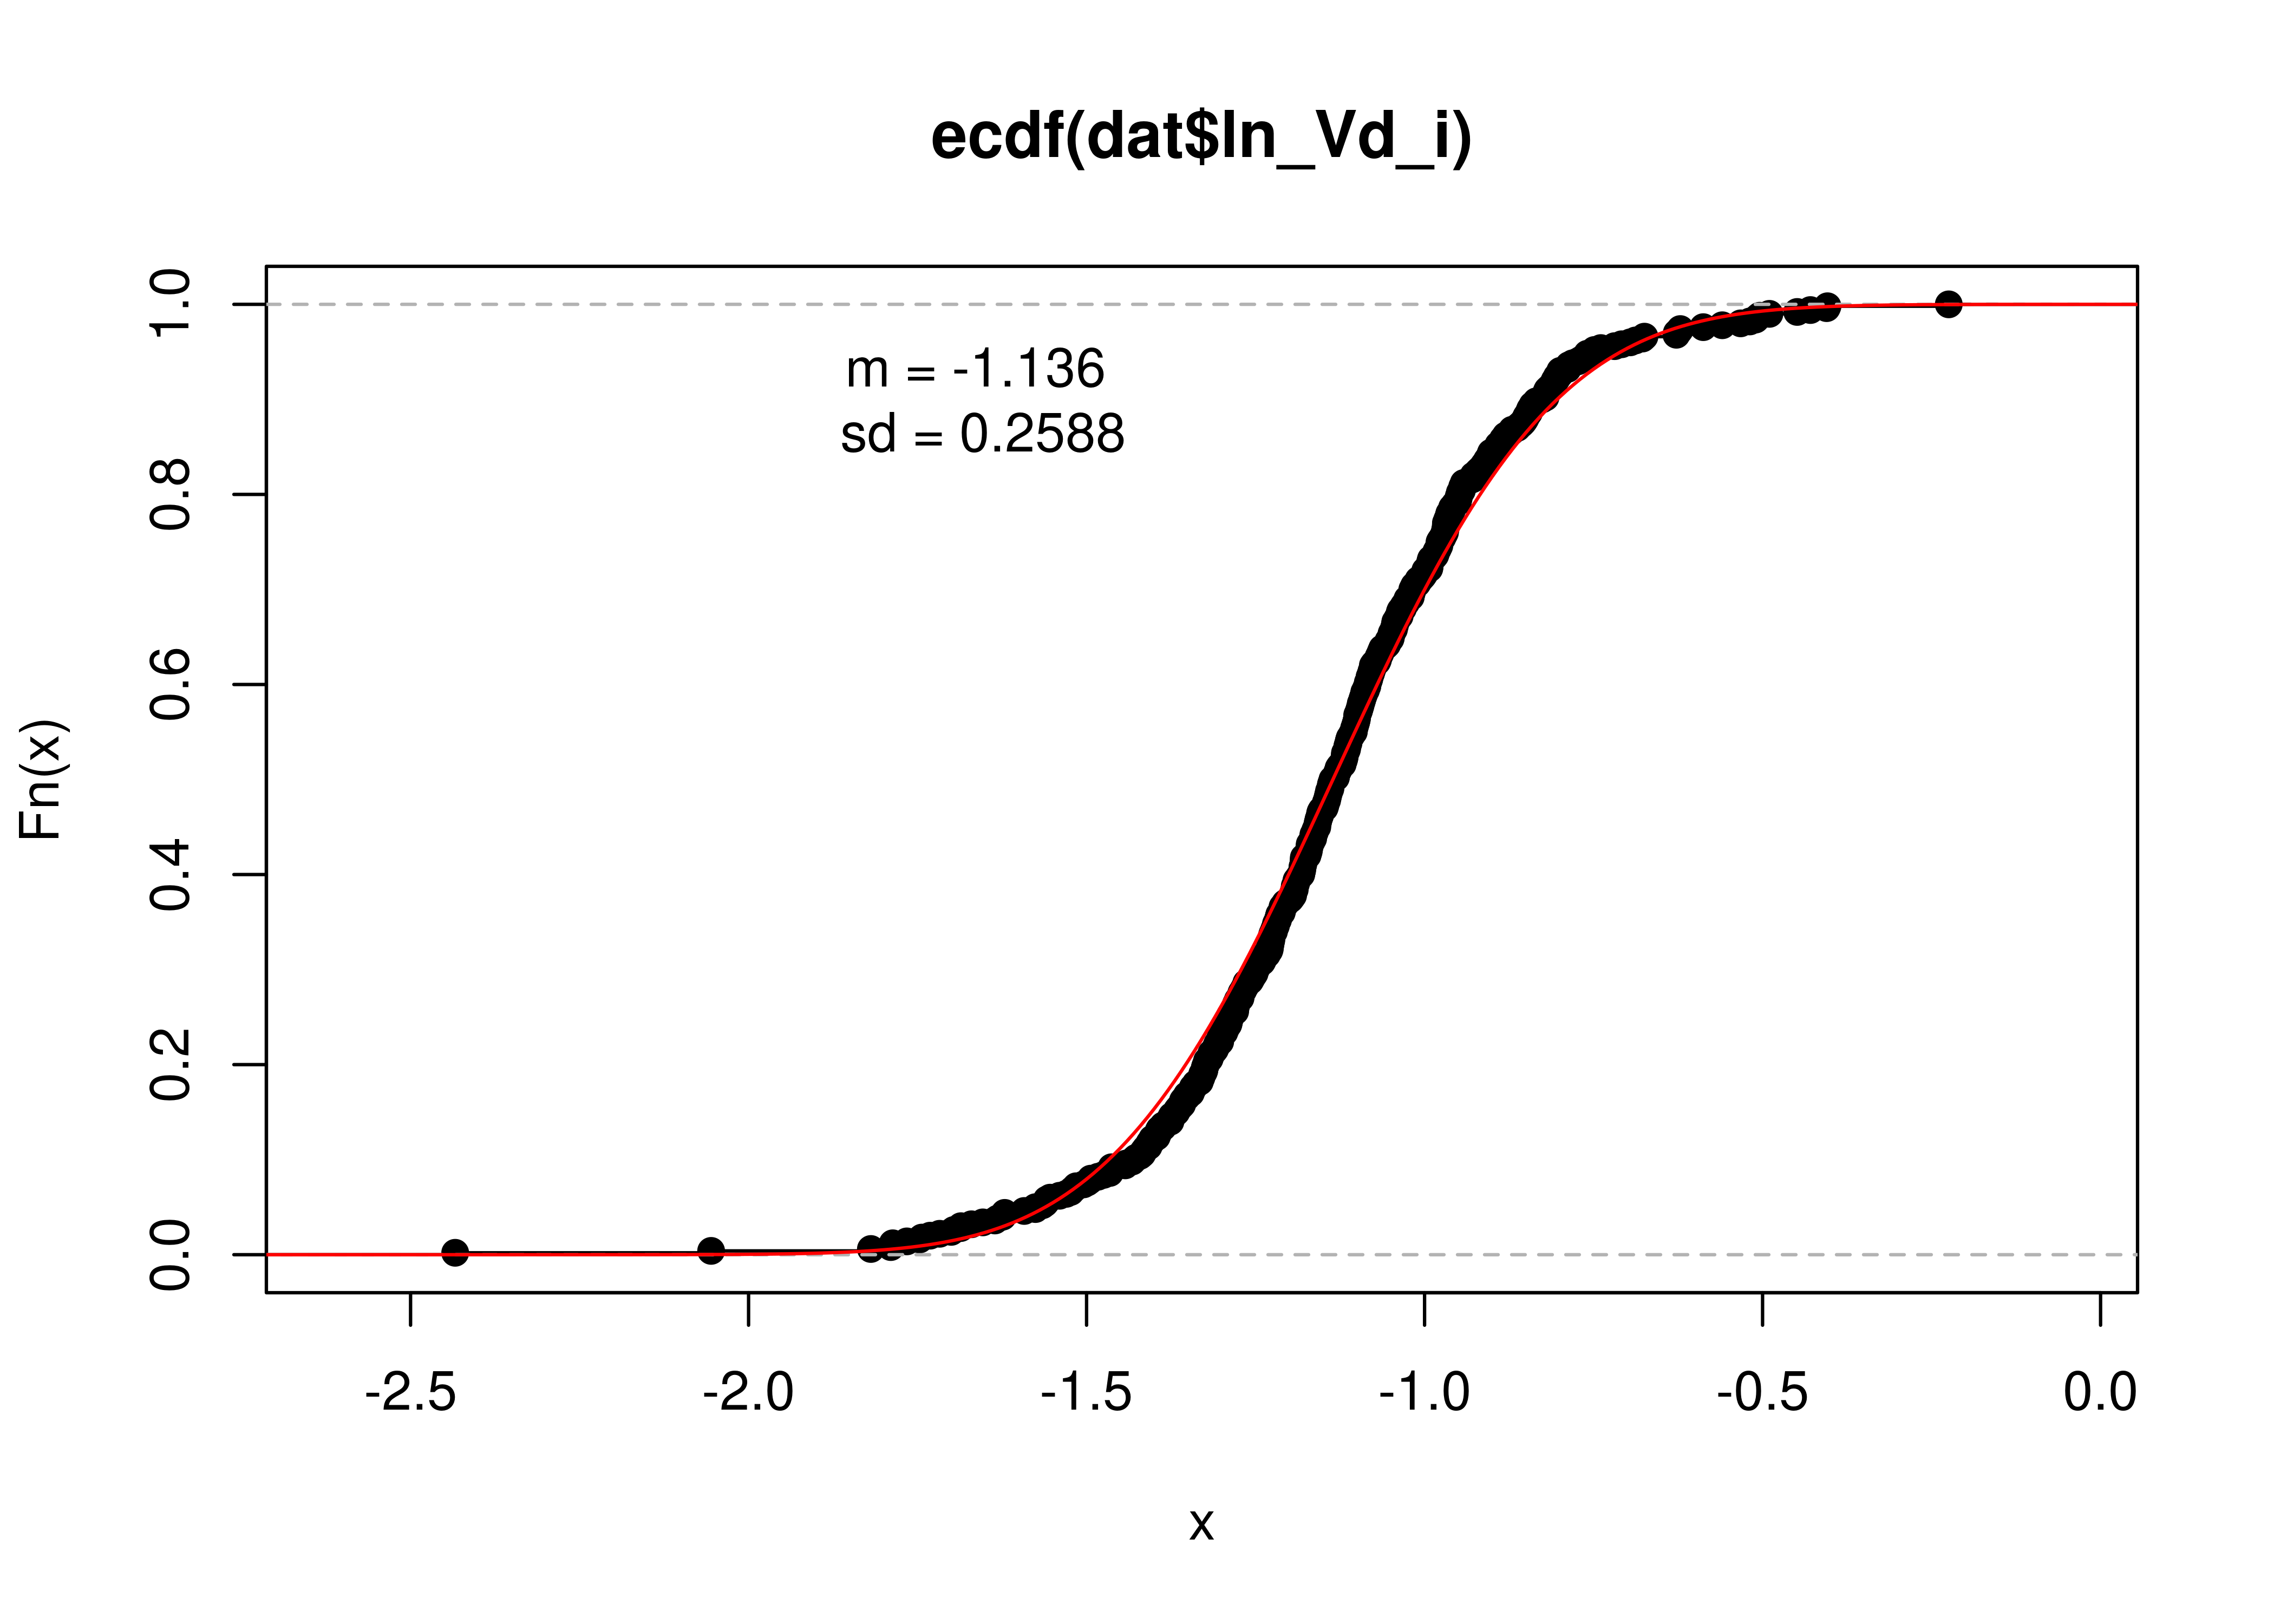 ecdf(dat$ln_Vd_i)
m = -1.136
sd = 0.2588
Fn(x)
1.0
0.8
0.6
0.4
0.2
0.0
-2.5 -2.0 -1.5 -1.0 -0.5 0.0
x